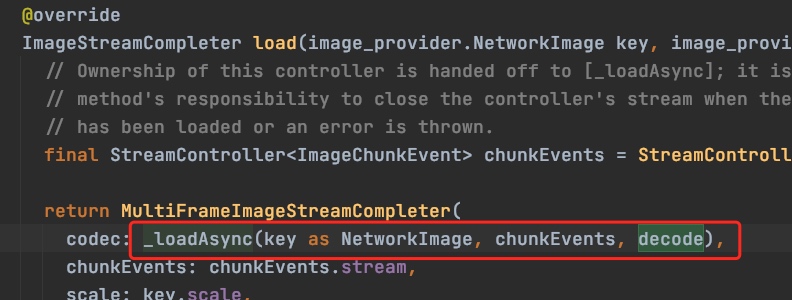 @override
ImageStreamCompleter load(image_provider.NetworkImage key, image_provi
// Ownership of this controller is handed off to [_loadAsync]; it is
// method's responsibility to close the controller's stream when the
// has been loaded or an error is thrown.
final StreamController<ImageChunkEvent> chunkEvents = StreamControll
return MultiFrameImageStreamCompleter(
codec: _loadAsync(key as NetworkImage, chunkEvents, decode),
chunkEvents: chunkEvents.stream,
scale: key.scale,